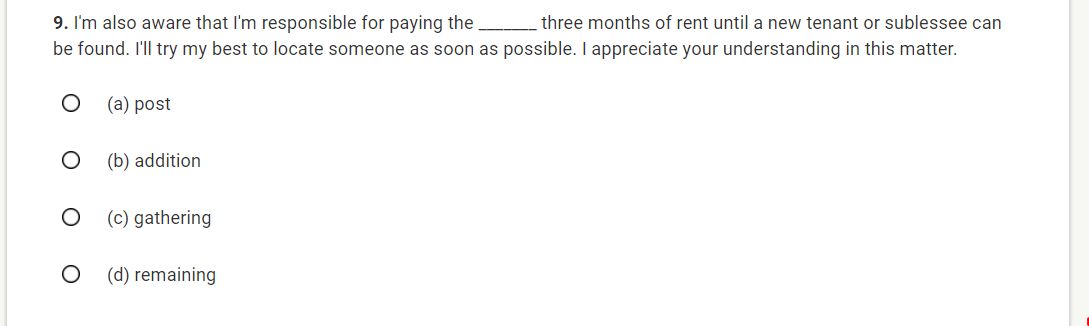 9. I'm also aware that I'm responsible for paying the _______ three months of rent until a new tenant or sublessee can
be found. I'll try my best to locate someone as soon as possible. I appreciate your understanding in this matter.
(a) post
(b) addition
(c) gathering
(d) remaining